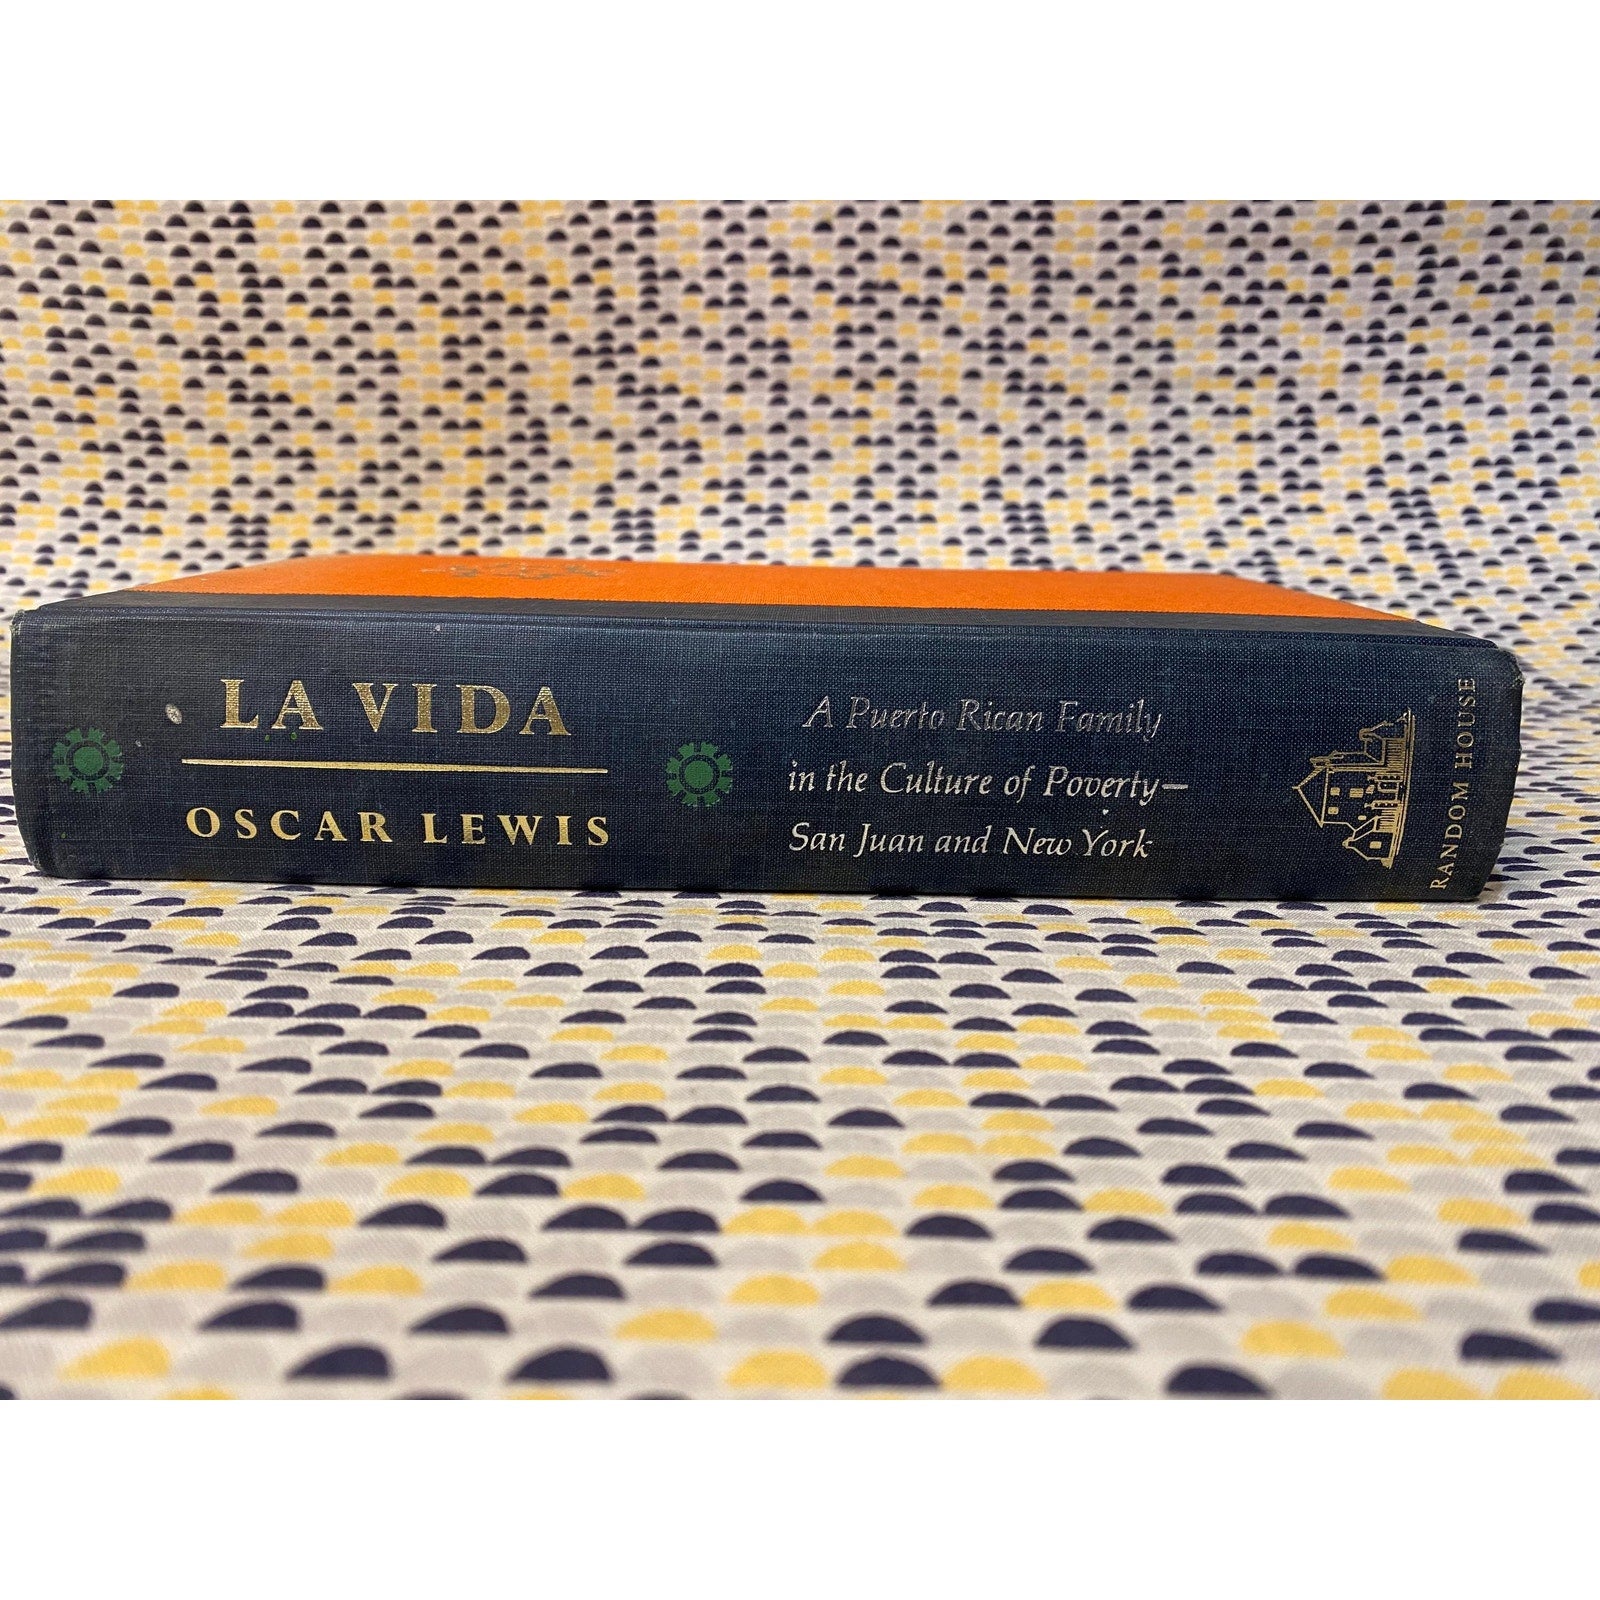 LA VIDA
OSCAR LEWIS
A Puerto Rican Family
in the Culture of Poverty—
San Juan and New York
RANDOM HOUSE